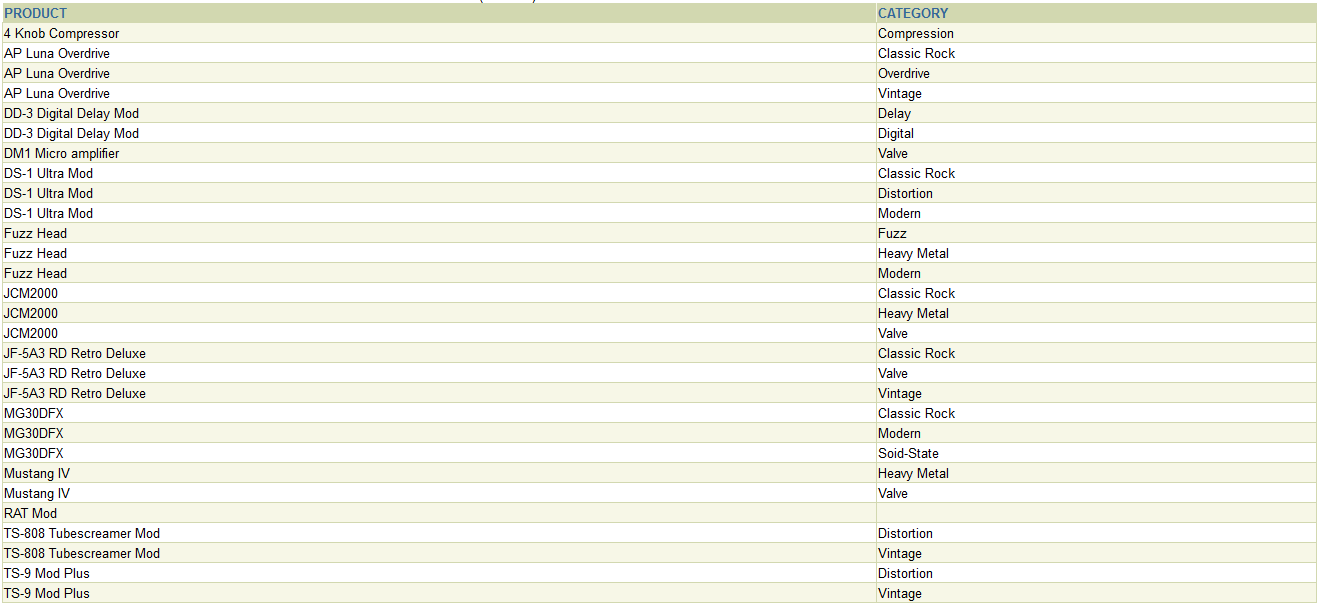 PRODUCT CATEGORY
4 Knob Compressor Compression
AP Luna Overdrive Classic Rock
AP Luna Overdrive Overdrive
AP Luna Overdrive Vintage
DD-3 Digital Delay Mod Delay
DD-3 Digital Delay Mod Digital
DM1 Micro amplifier Valve
DS-1 Ultra Mod Classic Rock
DS-1 Ultra Mod Distortion
DS-1 Ultra Mod Modern
Fuzz Head Fuzz
Fuzz Head Heavy Metal
Fuzz Head Modern
JCM2000 Classic Rock
JCM2000 Heavy Metal
JCM2000 Valve
JF-5A3 RD Retro Deluxe Classic Rock
JF-5A3 RD Retro Deluxe Valve
JF-5A3 RD Retro Deluxe Vintage
MG30DFX Classic Rock
MG30DFX Modern
MG30DFX Soid-State
Mustang IV Heavy Metal
Mustang IV Valve
RAT Mod
TS-808 Tubescreamer Mod Distortion
TS-808 Tubescreamer Mod Vintage
TS-9 Mod Plus Distortion
TS-9 Mod Plus Vintage